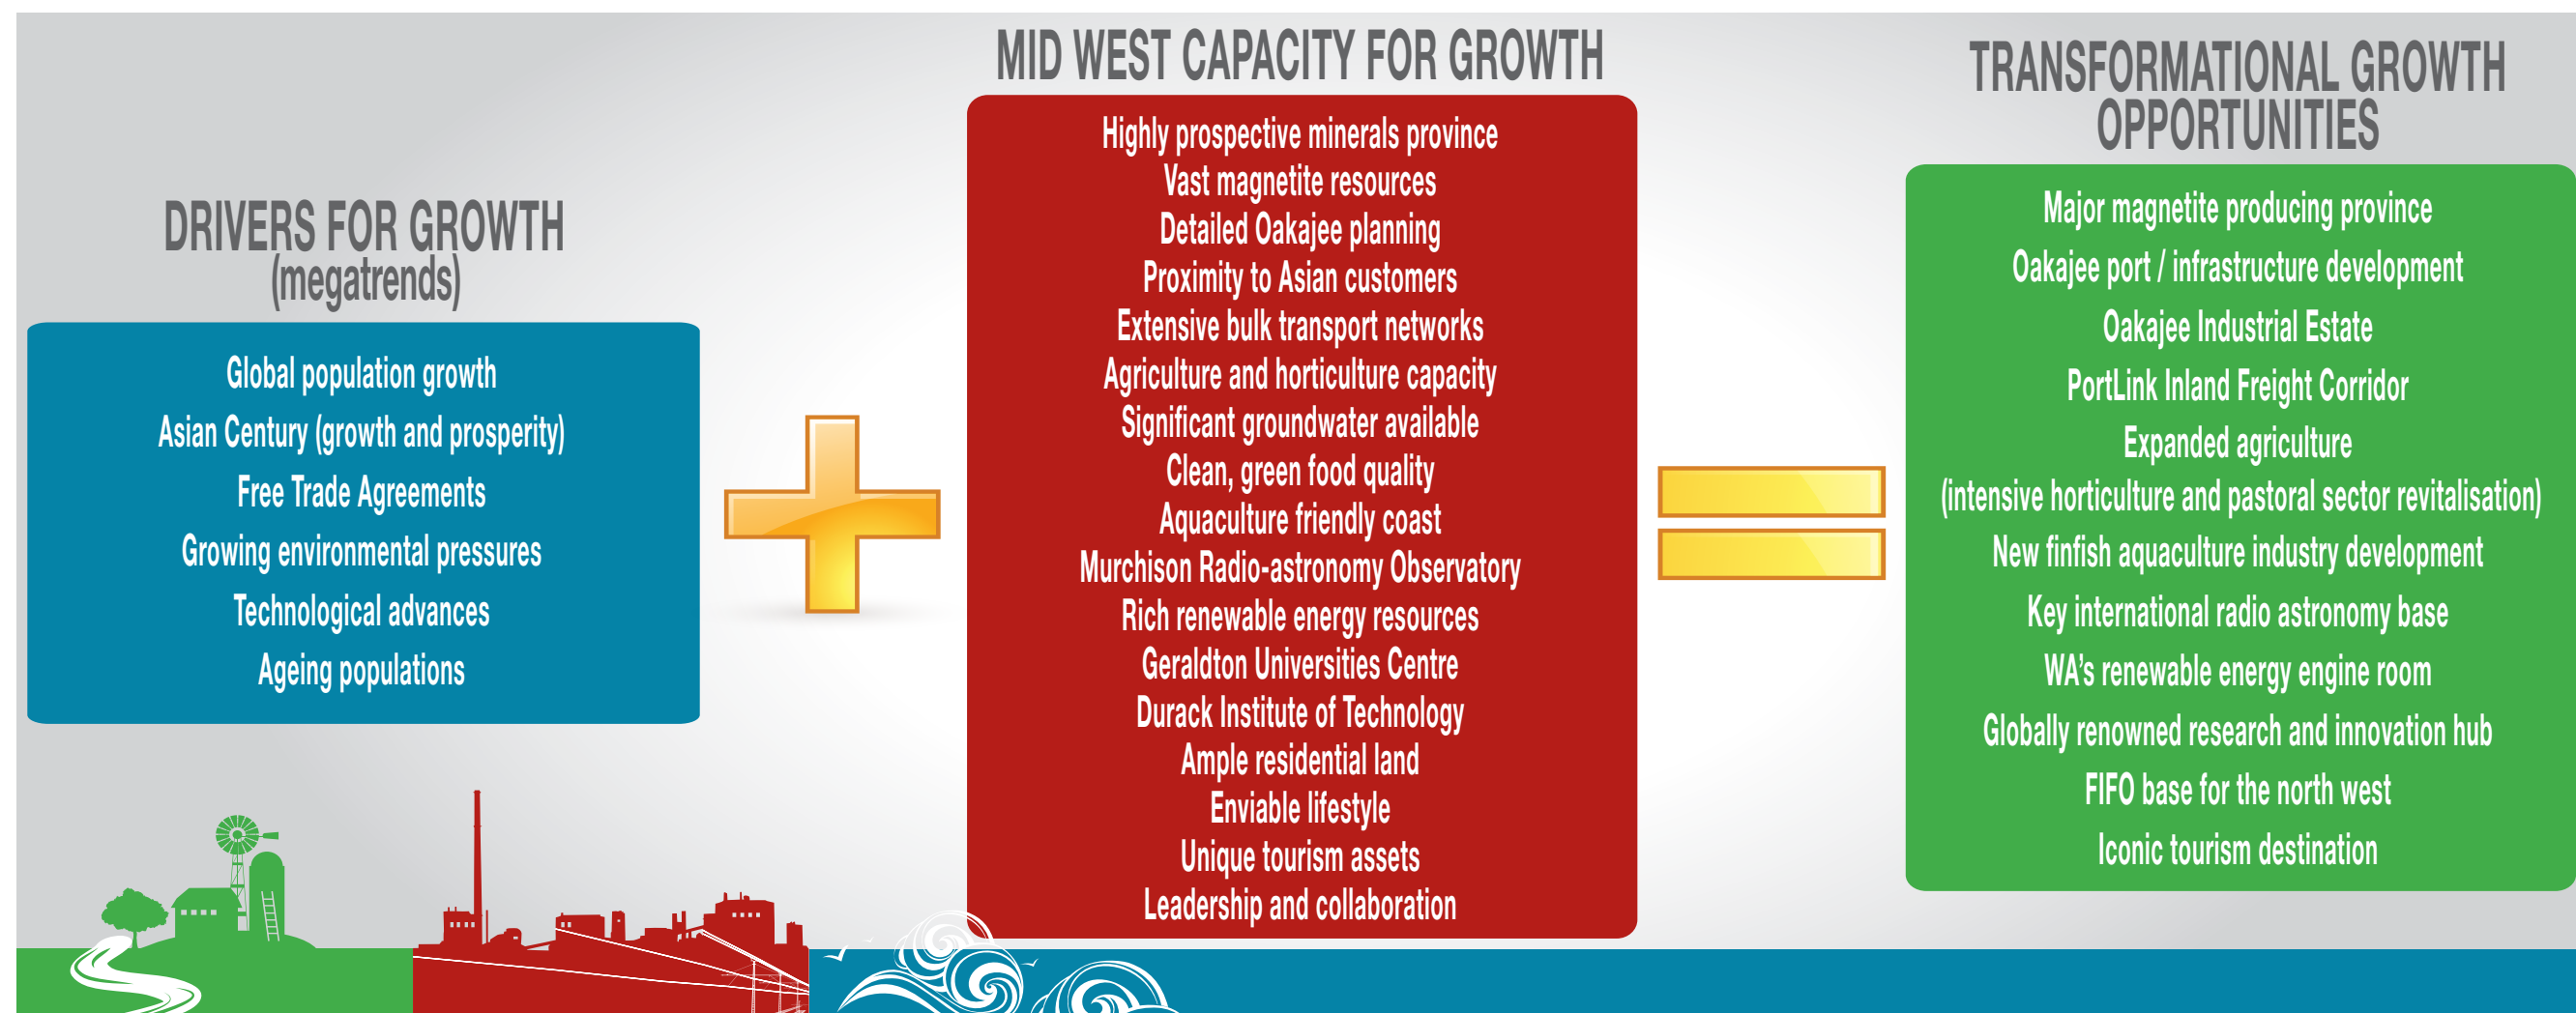 DRIVERS FOR GROWTH
(megatrends)
Global population growth
Asian Century (growth and prosperity)
Free Trade Agreements
Growing environmental pressures
Technological advances
Ageing populations
MID WEST CAPACITY FOR GROWTH
Highly prospective minerals province
Vast magnetite resources
Detailed Oakajee planning
Proximity to Asian customers
Extensive bulk transport networks
Agriculture and horticulture capacity
Significant groundwater available
Clean, green food quality
Aquaculture friendly coast
Murchison Radio-astronomy Observatory
Rich renewable energy resources
Geraldton Universities Centre
Durack Institute of Technology
Ample residential land
Enviable lifestyle
Unique tourism assets
Leadership and collaboration
TRANSFORMATIONAL GROWTH
OPPORTUNITIES
Major magnetite producing province
Oakajee port / infrastructure development
Oakajee Industrial Estate
PortLink Inland Freight Corridor
Expanded agriculture
(intensive horticulture and pastoral sector revitalisation)
New finfish aquaculture industry development
Key international radio astronomy base
WA’s renewable energy engine room
Globally renowned research and innovation hub
FIFO base for the north west
Iconic tourism destination